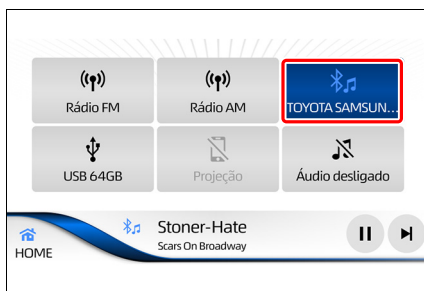 Rádio FM
Rádio AM
TOYOTA SAMSUN...
USB 64GB
Projeção
Áudio desligado
HOME
Stoner-Hate
Scars On Broadway